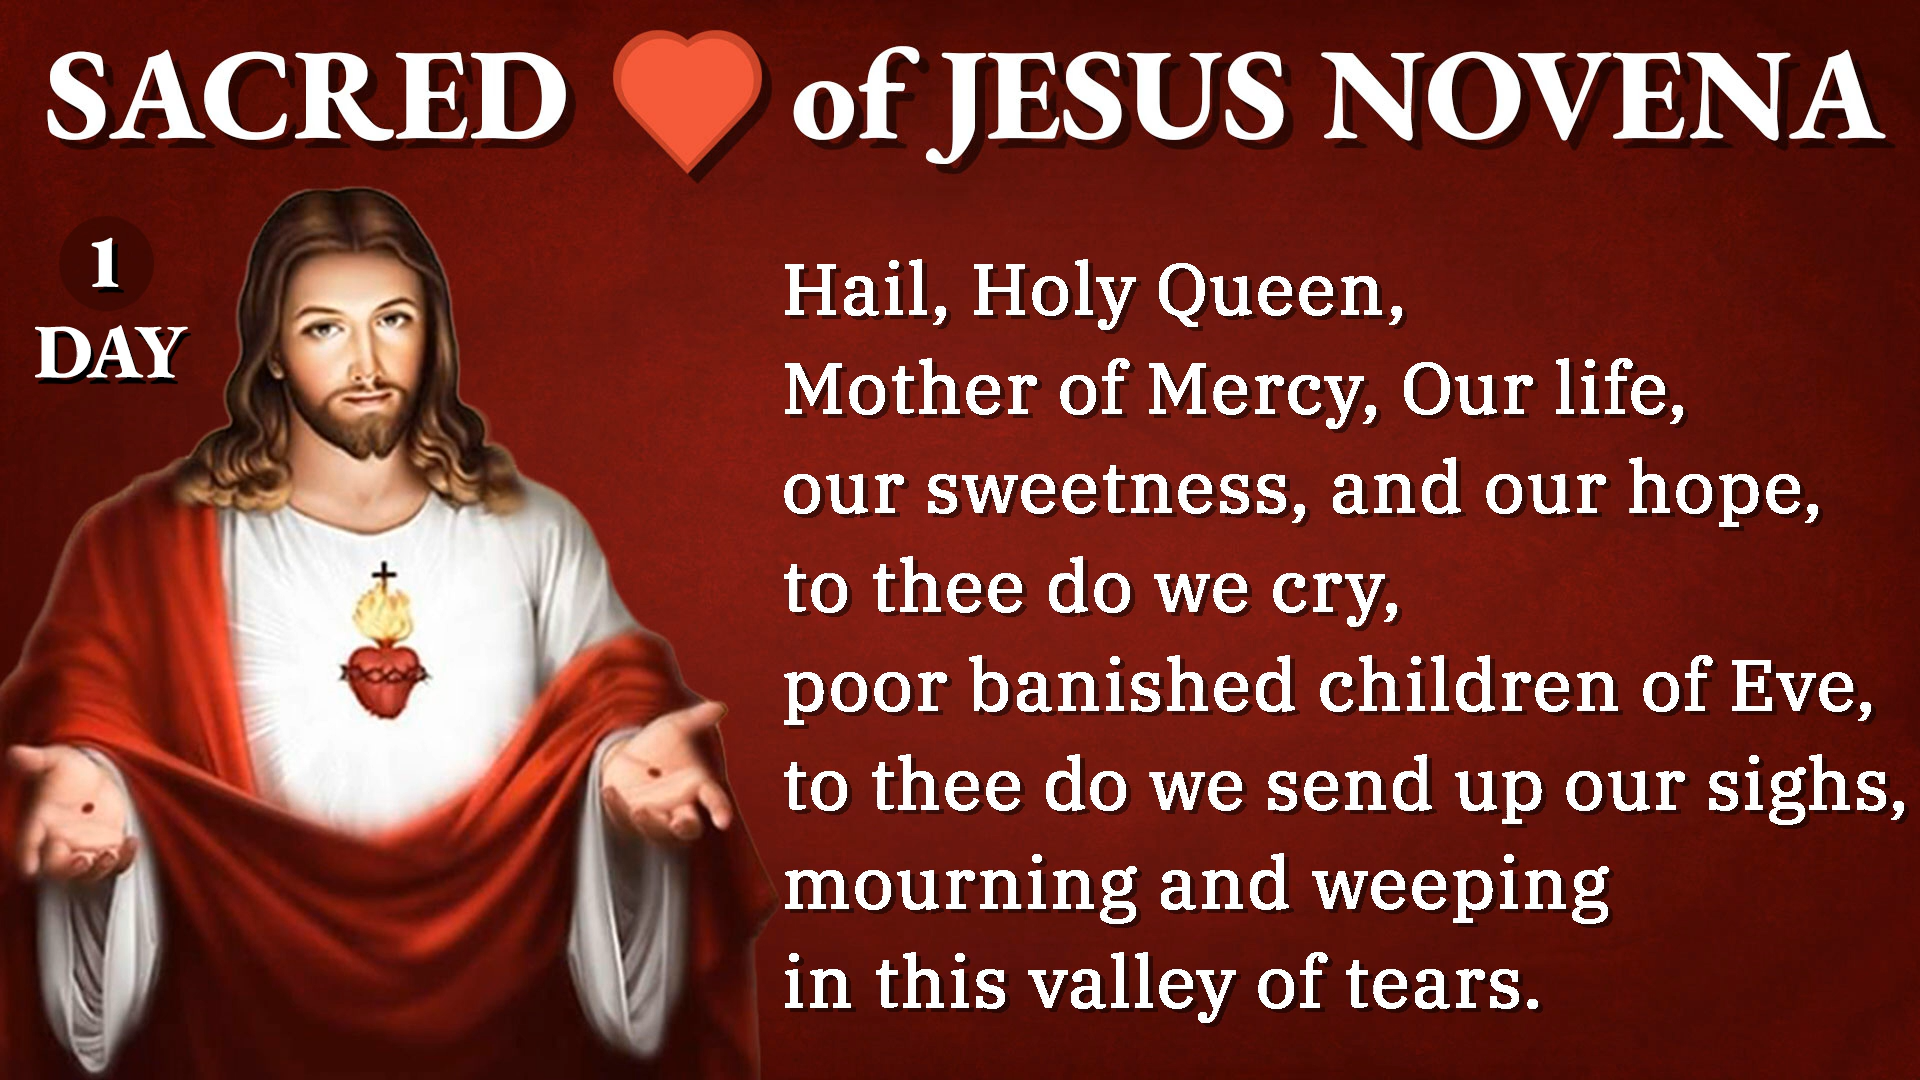 SACRED ❤ of JESUS NOVENA
1
DAY
Hail, Holy Queen,
Mother of Mercy, Our life,
our sweetness, and our hope,
to thee do we cry,
poor banished children of Eve,
to thee do we send up our sighs,
mourning and weeping
in this valley of tears.